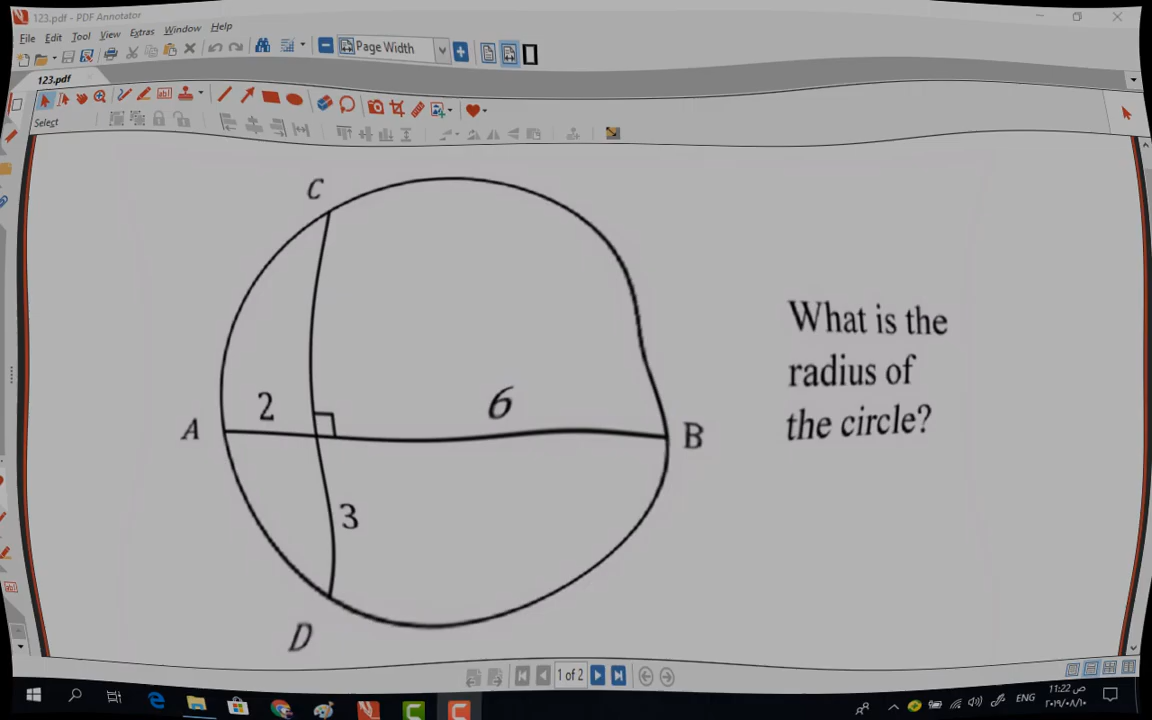 123.pdf - PDF Annotator
File Edit Tool View Extras Window Help
Page Width
123.pdf
Select
C
2
6
A
B
3
D
What is the
radius of
the circle?
1 of 2
ENG
11:22 ص